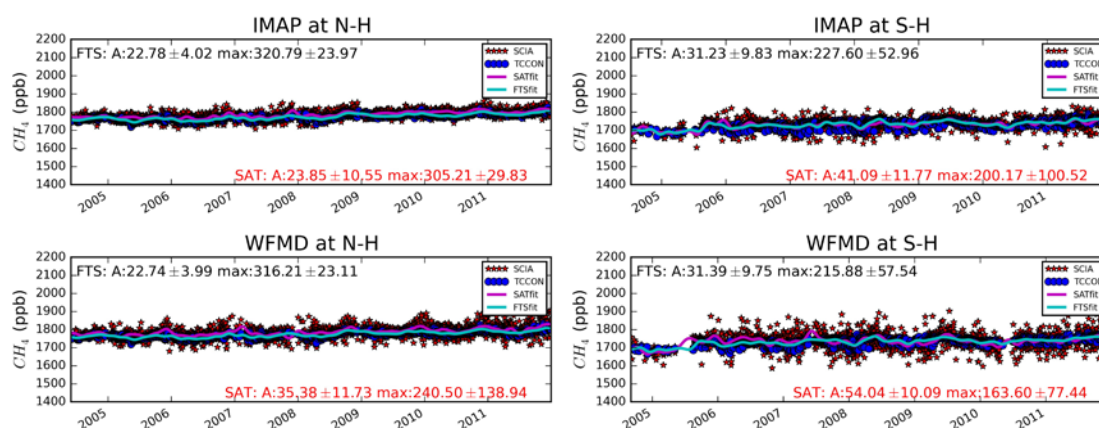 IMAP at N-H
2200
2100
2000
1900
1800
1700
1600
1500
1400
CH4 (ppb)
FTS: A:22.78±4.02 max:320.79±23.97
SCIA
TCCON
SATfit
FTSfit
SAT: A:23.85±10.55 max:305.21±29.83
2005 2006 2007 2008 2009 2010 2011
IMAP at S-H
2200
2100
2000
1900
1800
1700
1600
1500
1400
CH4 (ppb)
FTS: A:31.23±9.83 max:227.60±52.96
SCIA
TCCON
SATfit
FTSfit
SAT: A:41.09±11.77 max:200.17±100.52
2005 2006 2007 2008 2009 2010 2011
WFMD at N-H
2200
2100
2000
1900
1800
1700
1600
1500
1400
CH4 (ppb)
FTS: A:22.74±3.99 max:316.21±23.11
SCIA
TCCON
SATfit
FTSfit
SAT: A:35.38±11.73 max:240.50±138.94
2005 2006 2007 2008 2009 2010 2011
WFMD at S-H
2200
2100
2000
1900
1800
1700
1600
1500
1400
CH4 (ppb)
FTS: A:31.39±9.75 max:215.88±57.54
SCIA
TCCON
SATfit
FTSfit
SAT: A:54.04±10.09 max:163.60±77.44
2005 2006 2007 2008 2009 2010 2011